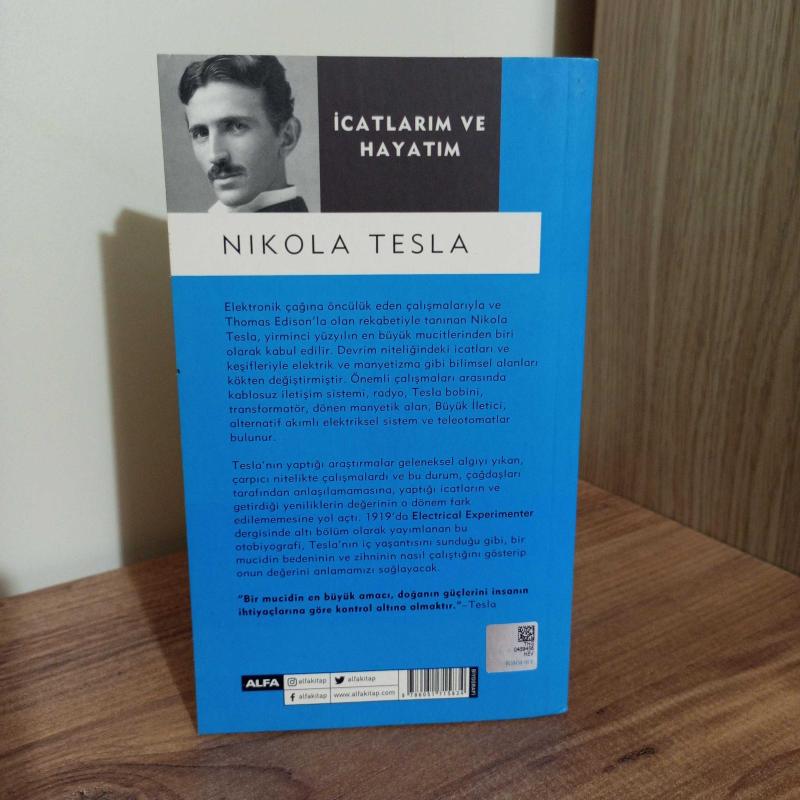 İCATLARIM VE
HAYATIM
NIKOLA TESLA
Elektronik çağına öncülük eden çalışmalarıyla ve
Thomas Edison'la olan rekabetiyle tanınan Nikola
Tesla, yirminci yüzyılın en büyük mucitlerinden biri
olarak kabul edilir. Devrim niteliğindeki icatları ve
keşifleriyle elektrik ve manyetizma gibi bilimsel alanları
kökten değiştirmiştir. Önemli çalışmaları arasında
kablosuz iletişim sistemi, radyo, Tesla bobini,
transformatör, dönen manyetik alan, Büyük İletici,
alternatif akımlı elektriksel sistem ve teleotomatlar
bulunur.
Tesla'nın yaptığı araştırmalar geleneksel algıyı yıkan,
çarpıcı nitelikte çalışmalardı ve bu durum, çağdaşları
tarafından anlaşılamamasına, yaptığı icatların ve
getirdiği yeniliklerin değerinin o dönem fark
edilememesine yol açtı. 1919'da Electrical Experimenter
dergisinde altı bölüm olarak yayımlanan bu
otobiyografi, Tesla'nın iç yaşantısını sunduğu gibi, bir
mucidin bedeninin ve zihninin nasıl çalıştığını gösterip
onun değerini anlamamızı sağlayacak.
"Bir mucidin en büyük amacı, doğanın güçlerini insanın
ihtiyaçlarına göre kontrol altına almaktır."–Tesla
ALFA
alfakitap
alfakitap
alfakitap
www.alfakitap.com